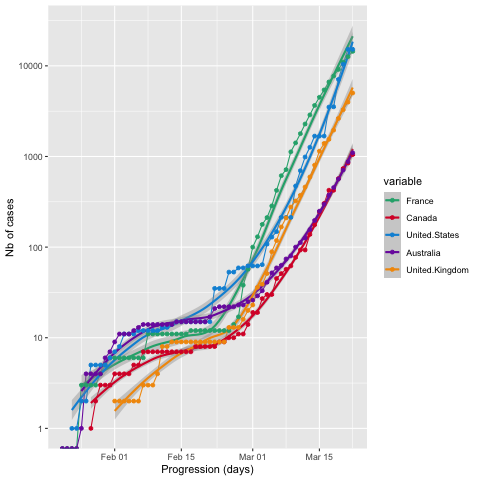 10000
1000
100
10
1
Nb of cases
Feb 01
Feb 15
Mar 01
Mar 15
Progression (days)
variable
France
Canada
United.States
Australia
United.Kingdom